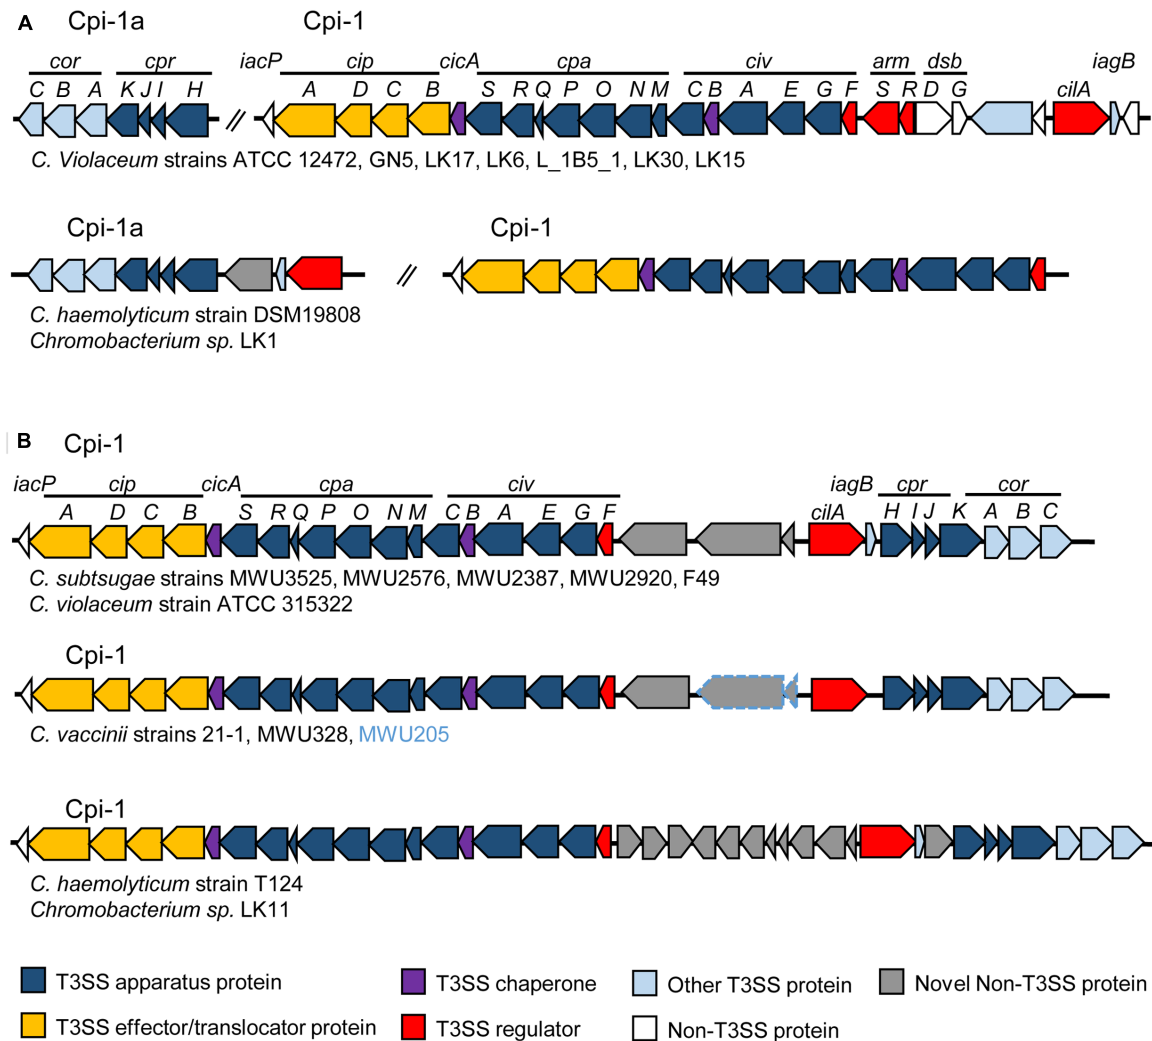 A Cpi-1a Cpi-1
cor cpr iacP cip cicA cpa civ arm dsb iagB
C B A K J I H A D C B S R Q P O N M C B A E G F S R D G cilA
C. Violaceum strains ATCC 12472, GN5, LK17, LK6, L_1B5_1, LK30, LK15
Cpi-1a Cpi-1
C. haemolyticum strain DSM19808
Chromobacterium sp. LK1
B Cpi-1
iacP cip cicA cpa civ iagB cpr cor
A D C B S R Q P O N M C B A E G F cilA H I J K A B C
C. subtsugae strains MWU3525, MWU2576, MWU2387, MWU2920, F49
C. violaceum strain ATCC 315322
Cpi-1
C. vaccinii strains 21-1, MWU328, MWU205
Cpi-1
C. haemolyticum strain T124
Chromobacterium sp. LK11
T3SS apparatus protein T3SS chaperone Other T3SS protein Novel Non-T3SS protein
T3SS effector/translocator protein T3SS regulator Non-T3SS protein